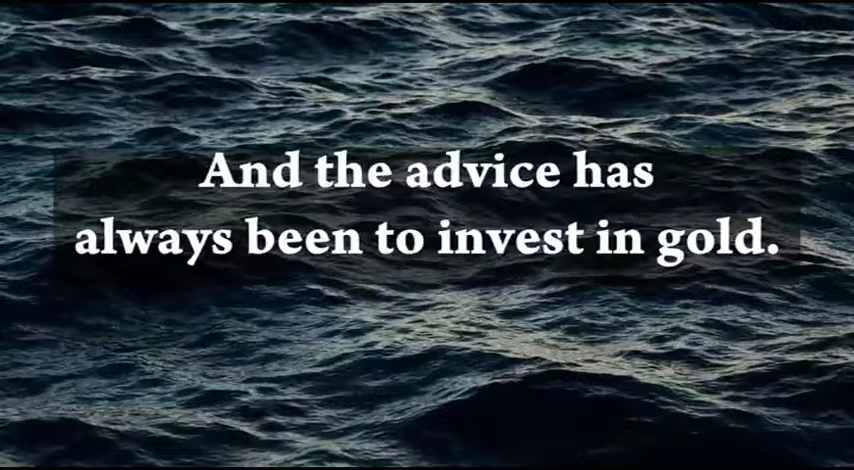 And the advice has
always been to invest in gold.